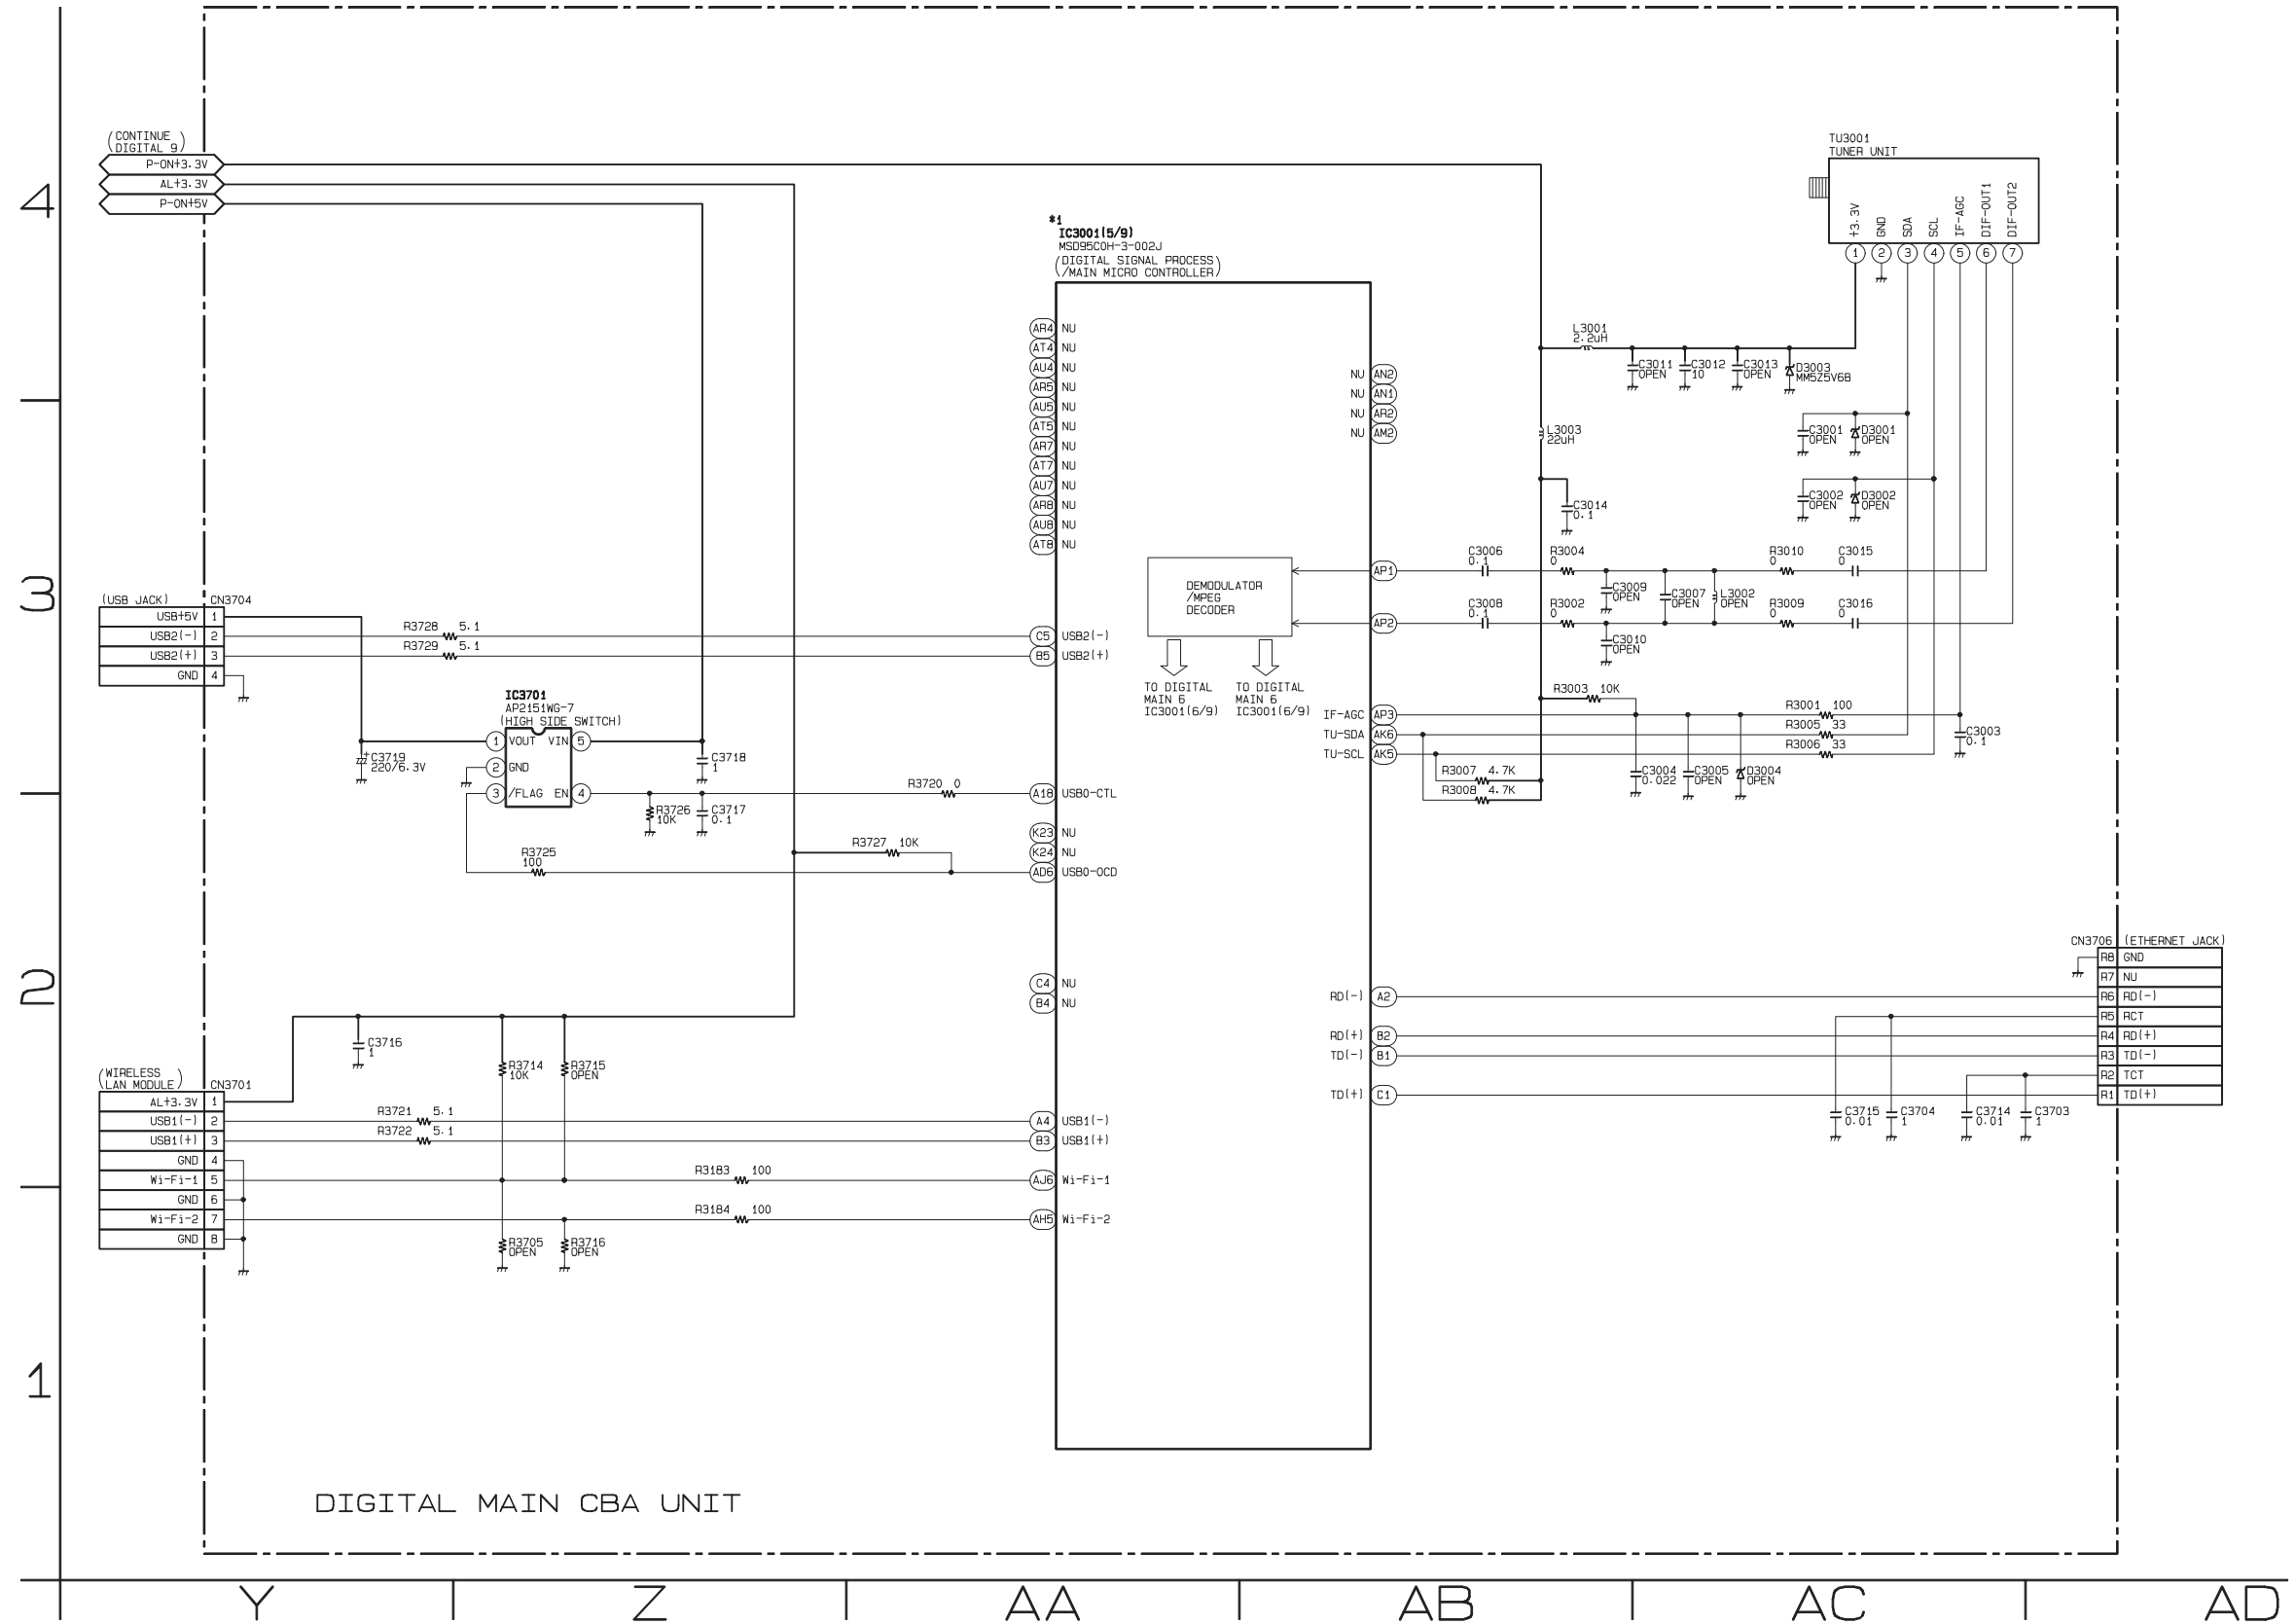 (CONTINUE
DIGITAL 9)
P-ON+3.3V
AL+3.3V
P-ON+5V
TU3001
TUNER UNIT
+3.3V
GND
SDA
SCL
IF-AGC
DIF-OUT1
DIF-OUT2
1 2 3 4 5 6 7
4
*1
IC3001(5/9)
MSD95C0H-3-002J
(DIGITAL SIGNAL PROCESS
/MAIN MICRO CONTROLLER)
AR4 NU
AT4 NU
AU4 NU
AR5 NU
AU5 NU
AT5 NU
AR7 NU
AT7 NU
AU7 NU
AR8 NU
AU8 NU
AT8 NU
NU AN2
NU AN1
NU AR2
NU AM2
L3001
2.2uH
C3011
OPEN
C3012
10
C3013
OPEN
D3003
MM5Z5V6B
L3003
22uH
C3001
OPEN
D3001
OPEN
C3002
OPEN
D3002
OPEN
C3014
0.1
DEMODULATOR
/MPEG
DECODER
AP1
AP2
C3006
0.1
R3004
0
R3010
0
C3015
0
C3009
OPEN
C3007
OPEN
L3002
OPEN
C3008
0.1
R3002
0
R3009
0
C3016
0
C3010
OPEN
TO DIGITAL
MAIN 6
IC3001(6/9)
TO DIGITAL
MAIN 6
IC3001(6/9)
3
(USB JACK) CN3704
USB+5V 1
USB2(-) 2
USB2(+) 3
GND 4
R3728 5.1
R3729 5.1
C5 USB2(-)
B5 USB2(+)
IC3701
AP2151WG-7
(HIGH SIDE SWITCH)
1 VOUT VIN 5
2 GND
3 /FLAG EN 4
C3719
220/6.3V
C3718
1
R3003 10K
IF-AGC AP3
TU-SDA AK6
TU-SCL AK5
R3001 100
R3005 33
R3006 33
C3003
0.1
R3007 4.7K
R3008 4.7K
C3004
0.022
C3005
OPEN
D3004
OPEN
R3720 0
A18 USB0-CTL
R3726
10K
C3717
0.1
K23 NU
K24 NU
AD6 USB0-OCD
R3727 10K
R3725
100
2
C4 NU
B4 NU
RD(-) A2
RD(+) B2
TD(-) B1
TD(+) C1
CN3706 (ETHERNET JACK)
R8 GND
R7 NU
R6 RD(-)
R5 RCT
R4 RD(+)
R3 TD(-)
R2 TCT
R1 TD(+)
C3715
0.01
C3704
1
C3714
0.01
C3703
1
C3716
1
R3714
10K
R3715
OPEN
(WIRELESS
LAN MODULE) CN3701
AL+3.3V 1
USB1(-) 2
USB1(+) 3
GND 4
Wi-Fi-1 5
GND 6
Wi-Fi-2 7
GND 8
R3721 5.1
R3722 5.1
R3183 100
R3184 100
R3705
OPEN
R3716
OPEN
A4 USB1(-)
B3 USB1(+)
AJ6 Wi-Fi-1
AH5 Wi-Fi-2
1
DIGITAL MAIN CBA UNIT
Y Z AA AB AC AD